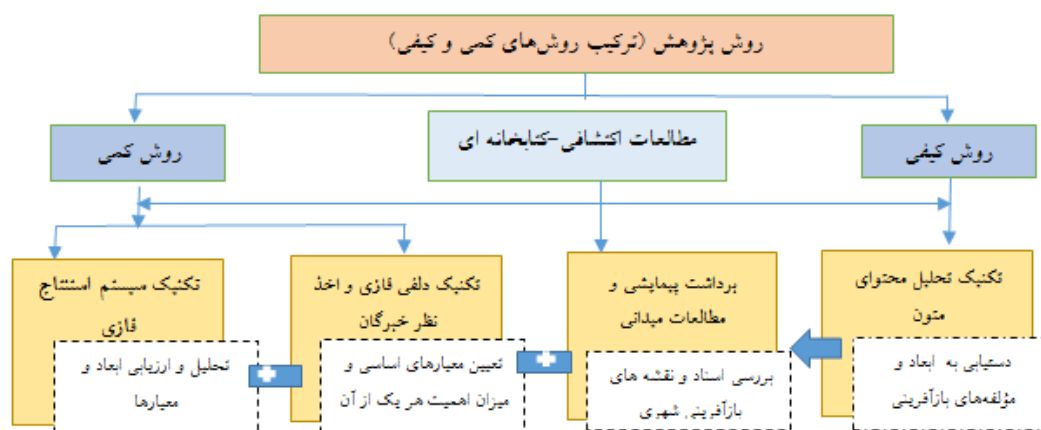 روش پژوهش (ترکیب روش‌های کمی و کیفی)
روش کیفی
مطالعات اکتشافی-کتابخانه ای
روش کمی
تکنیک تحلیل محتوای
متون
دستیابی به ابعاد و
مؤلفه‌های بازآفرینی
برداشت پیمایشی و
مطالعات میدانی
بررسی اسناد و نقشه های
بازآفرینی شهری
تکنیک دلفی فازی و اخذ
نظر خبرگان
تعیین معیارهای اساسی و
میزان اهمیت هر یک از آن
تکنیک سیستم استنتاج
فازی
تحلیل و ارزیابی ابعاد و
معیارها